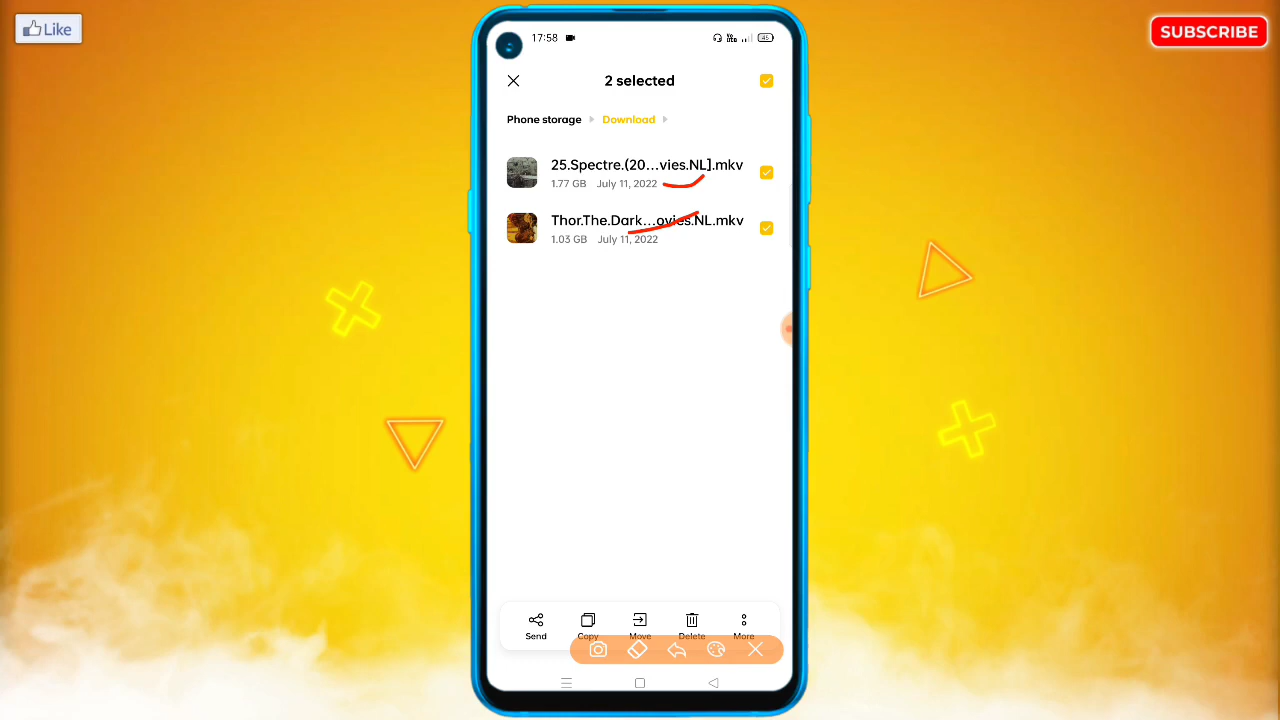 Like
SUBSCRIBE
17:58
45
2 selected
Phone storage Download
25.Spectre.(20...vies.NL].mkv
1.77 GB July 11, 2022
Thor.The.Dark...ovies.NL.mkv
1.03 GB July 11, 2022
Send Copy Move Delete More